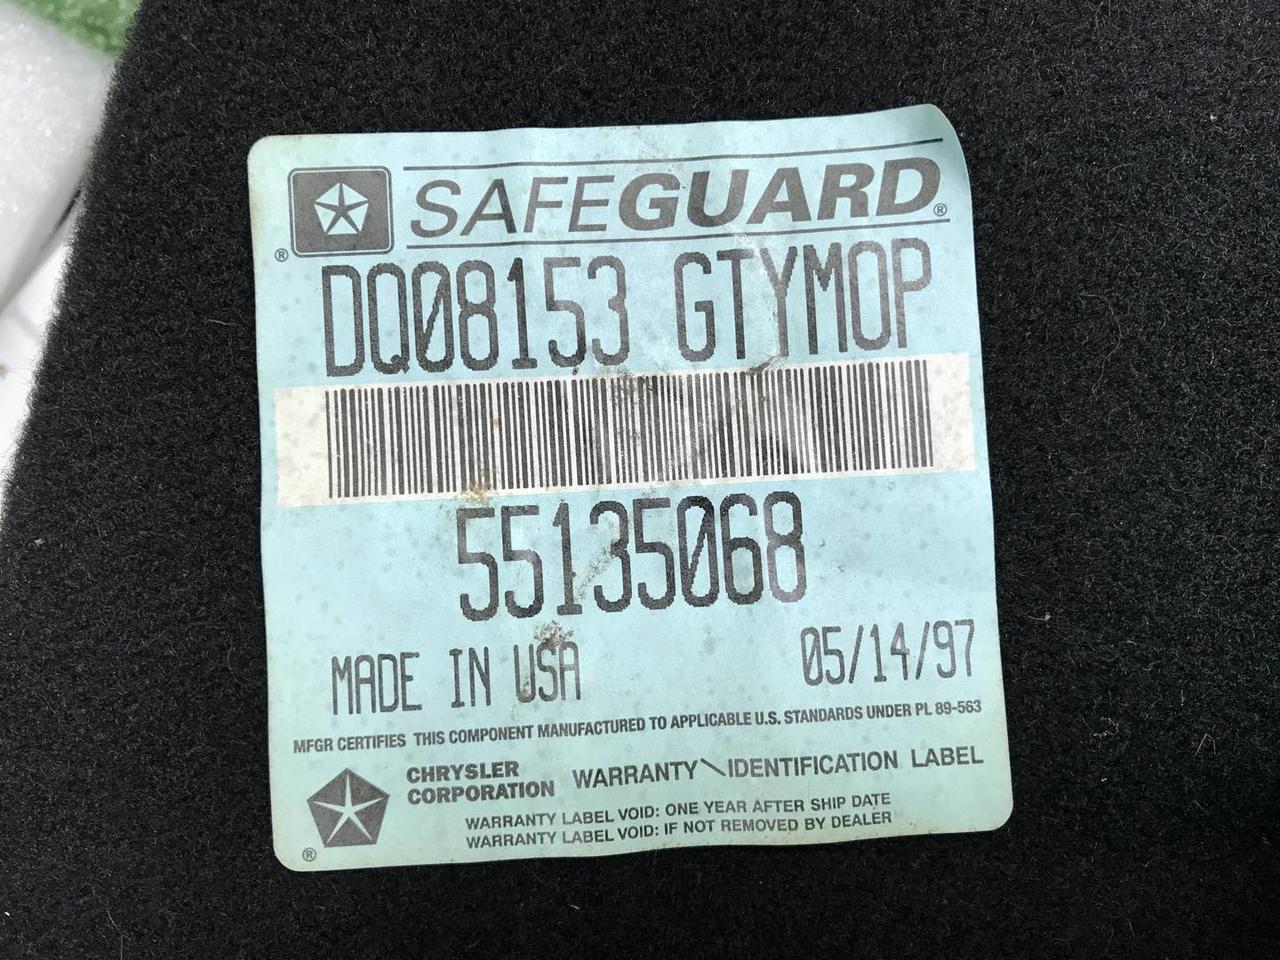 SAFEGUARD®
®
DQ08153 GTYMOP
55135068
MADE IN USA 05/14/97
MFGR CERTIFIES THIS COMPONENT MANUFACTURED TO APPLICABLE U.S. STANDARDS UNDER PL 89-563
CHRYSLER
CORPORATION WARRANTY\IDENTIFICATION LABEL
WARRANTY LABEL VOID: ONE YEAR AFTER SHIP DATE
WARRANTY LABEL VOID: IF NOT REMOVED BY DEALER
®